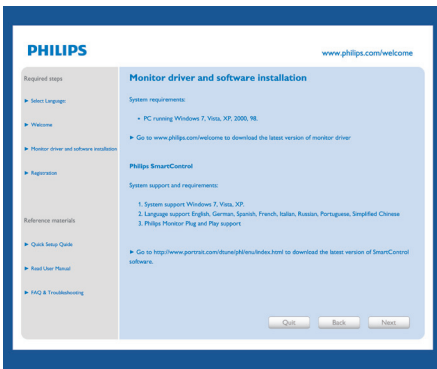 PHILIPS
www.philips.com/welcome
Required steps
Monitor driver and software installation
► Select Language:
System requirements:
► Welcome
• PC running Windows 7, Vista, XP, 2000, 98.
► Go to www.philips.com/welcome to download the latest version of monitor driver
► Monitor driver and software installation
► Registration
Philips SmartControl
System support and requirements:
1. System support Windows 7, Vista, XP.
2. Language support English, German, Spanish, French, Italian, Russian, Portuguese, Simplified Chinese
3. Philips Monitor Plug and Play support
Reference materials
► Quick Setup Quide
► Go to http://www.portrait.com/dtune/phl/enu/index.html to download the latest version of SmartControl
software.
► Read User Manual
► FAQ & Troubleshooting
Quit Back Next